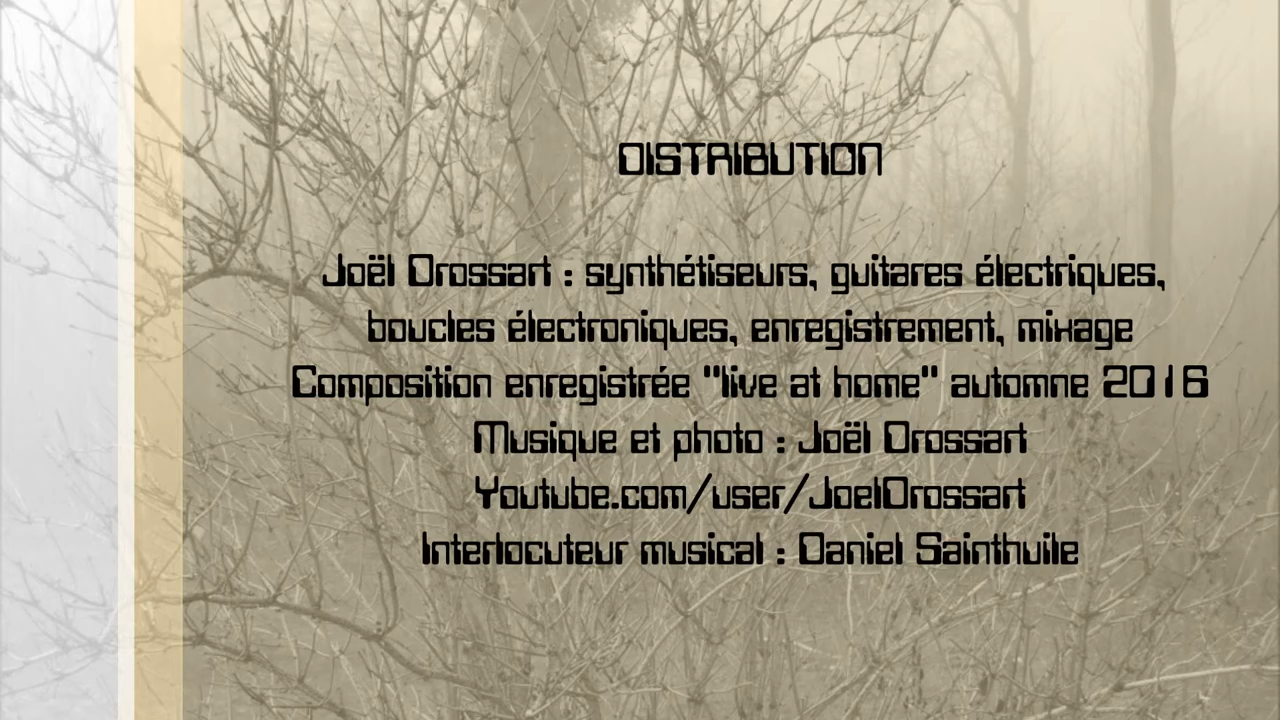 DISTRIBUTION
Joël Drossart : synthétiseurs, guitares électriques,
boucles électroniques, enregistrement, mixage
Composition enregistrée "live at home" automne 2016
Musique et photo : Joël Drossart
Youtube.com/user/JoelDrossart
Interlocuteur musical : Daniel Sainthuile